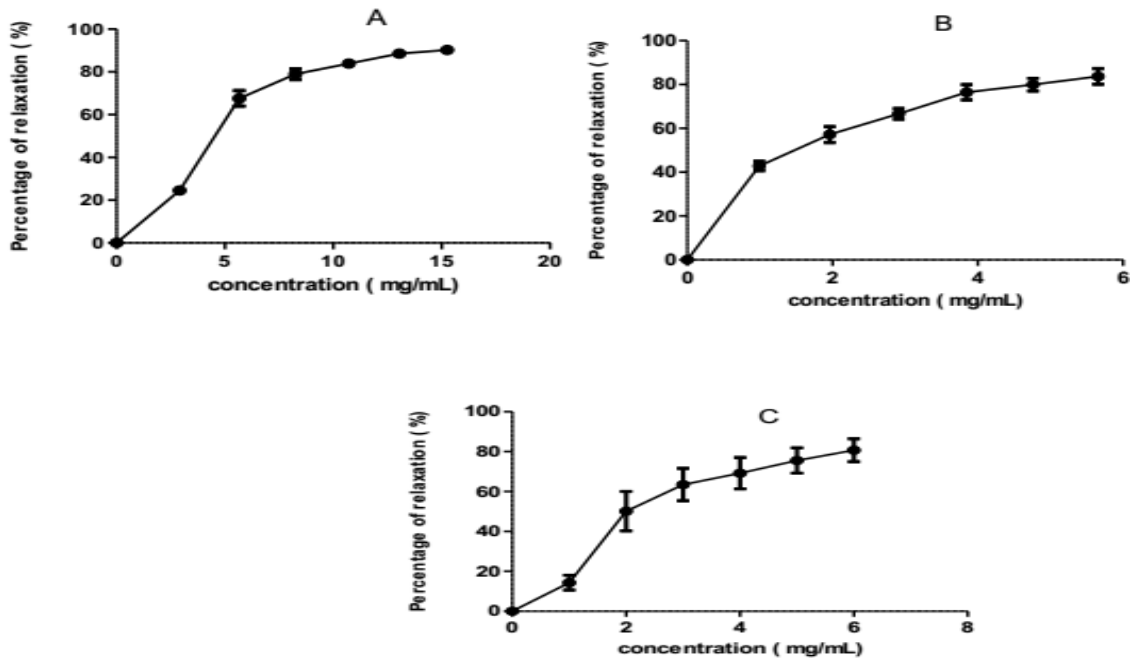 A
Percentage of relaxation ( %)
100
80
60
40
20
0
0 5 10 15 20
concentration ( mg/mL)
B
Percentage of relaxation ( %)
100
80
60
40
20
0
0 2 4 6
concentration ( mg/mL)
C
Percentage of relaxation ( %)
100
80
60
40
20
0
0 2 4 6 8
concentration ( mg/mL)